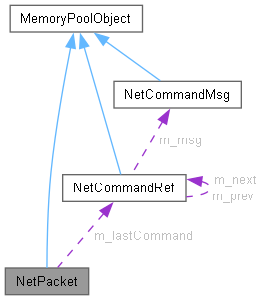 MemoryPoolObject
NetCommandMsg
m_msg
NetCommandRef
m_next
m_prev
m_lastCommand
NetPacket